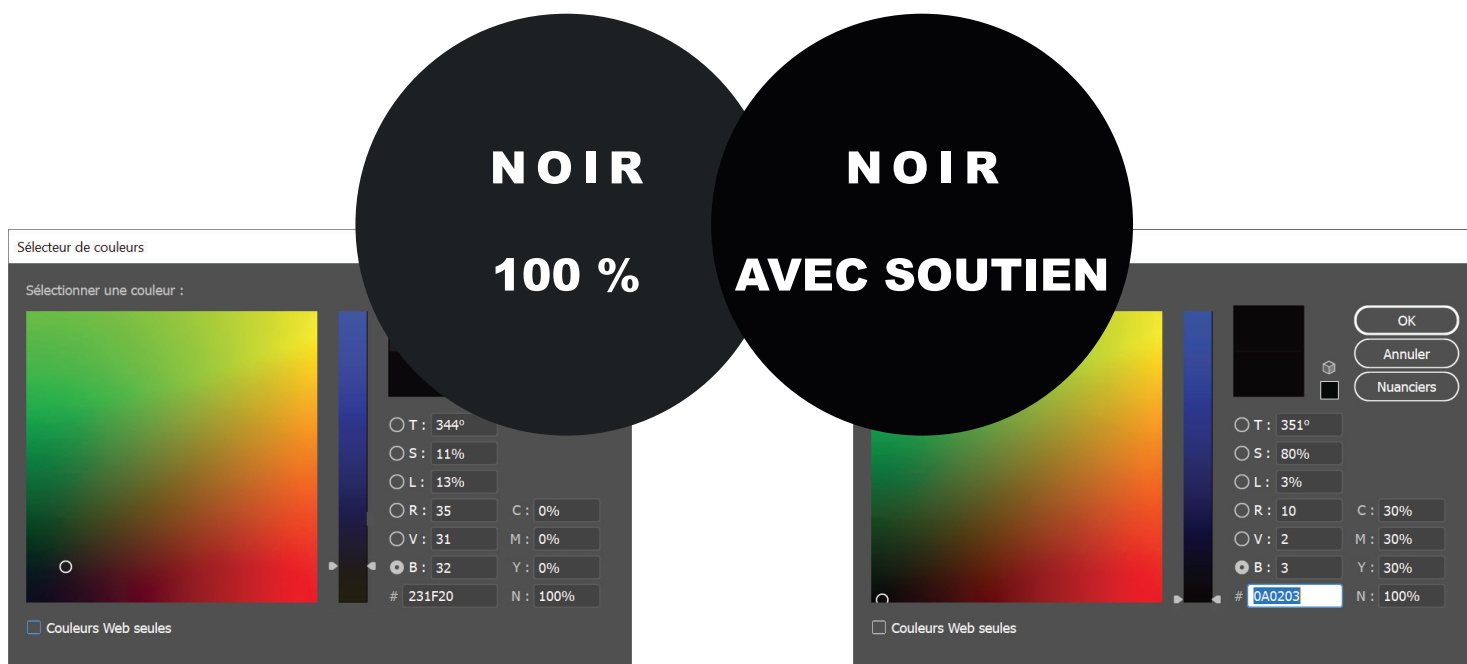 NOIR
100 %
NOIR
AVEC SOUTIEN
Sélecteur de couleurs
Sélectionner une couleur :
T : 344°
S : 11%
L : 13%
R : 35
C : 0%
V : 31
M : 0%
B : 32
Y : 0%
# 231F20
N : 100%
Couleurs Web seules
OK
Annuler
Nuanciers
T : 351°
S : 80%
L : 3%
R : 10
C : 30%
V : 2
M : 30%
B : 3
Y : 30%
# 0A0203
N : 100%
Couleurs Web seules